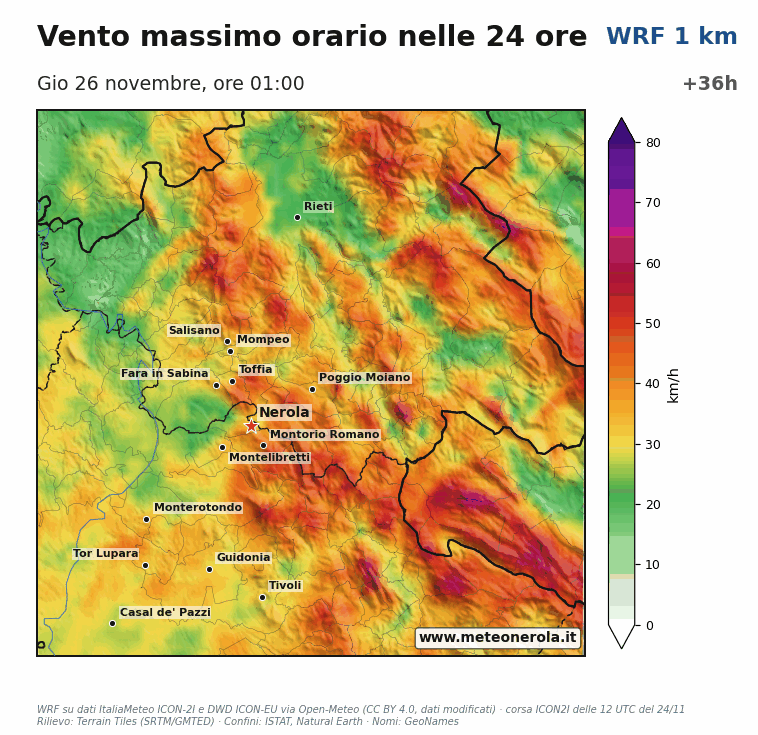 Vento massimo orario nelle 24 ore WRF 1 km
Gio 26 novembre, ore 01:00 +36h
80
70
60
50
40
30
20
10
0
km/h
Rieti
Salisano
Mompeo
Toffia
Fara in Sabina
Poggio Moiano
Nerola
Montorio Romano
Montelibretti
Monterotondo
Tor Lupara
Guidonia
Tivoli
Casal de' Pazzi
www.meteonerola.it
WRF su dati ItaliaMeteo ICON-2I e DWD ICON-EU via Open-Meteo (CC BY 4.0, dati modificati) · corsa ICON2I delle 12 UTC del 24/11
Rilievo: Terrain Tiles (SRTM/GMTED) · Confini: ISTAT, Natural Earth · Nomi: GeoNames